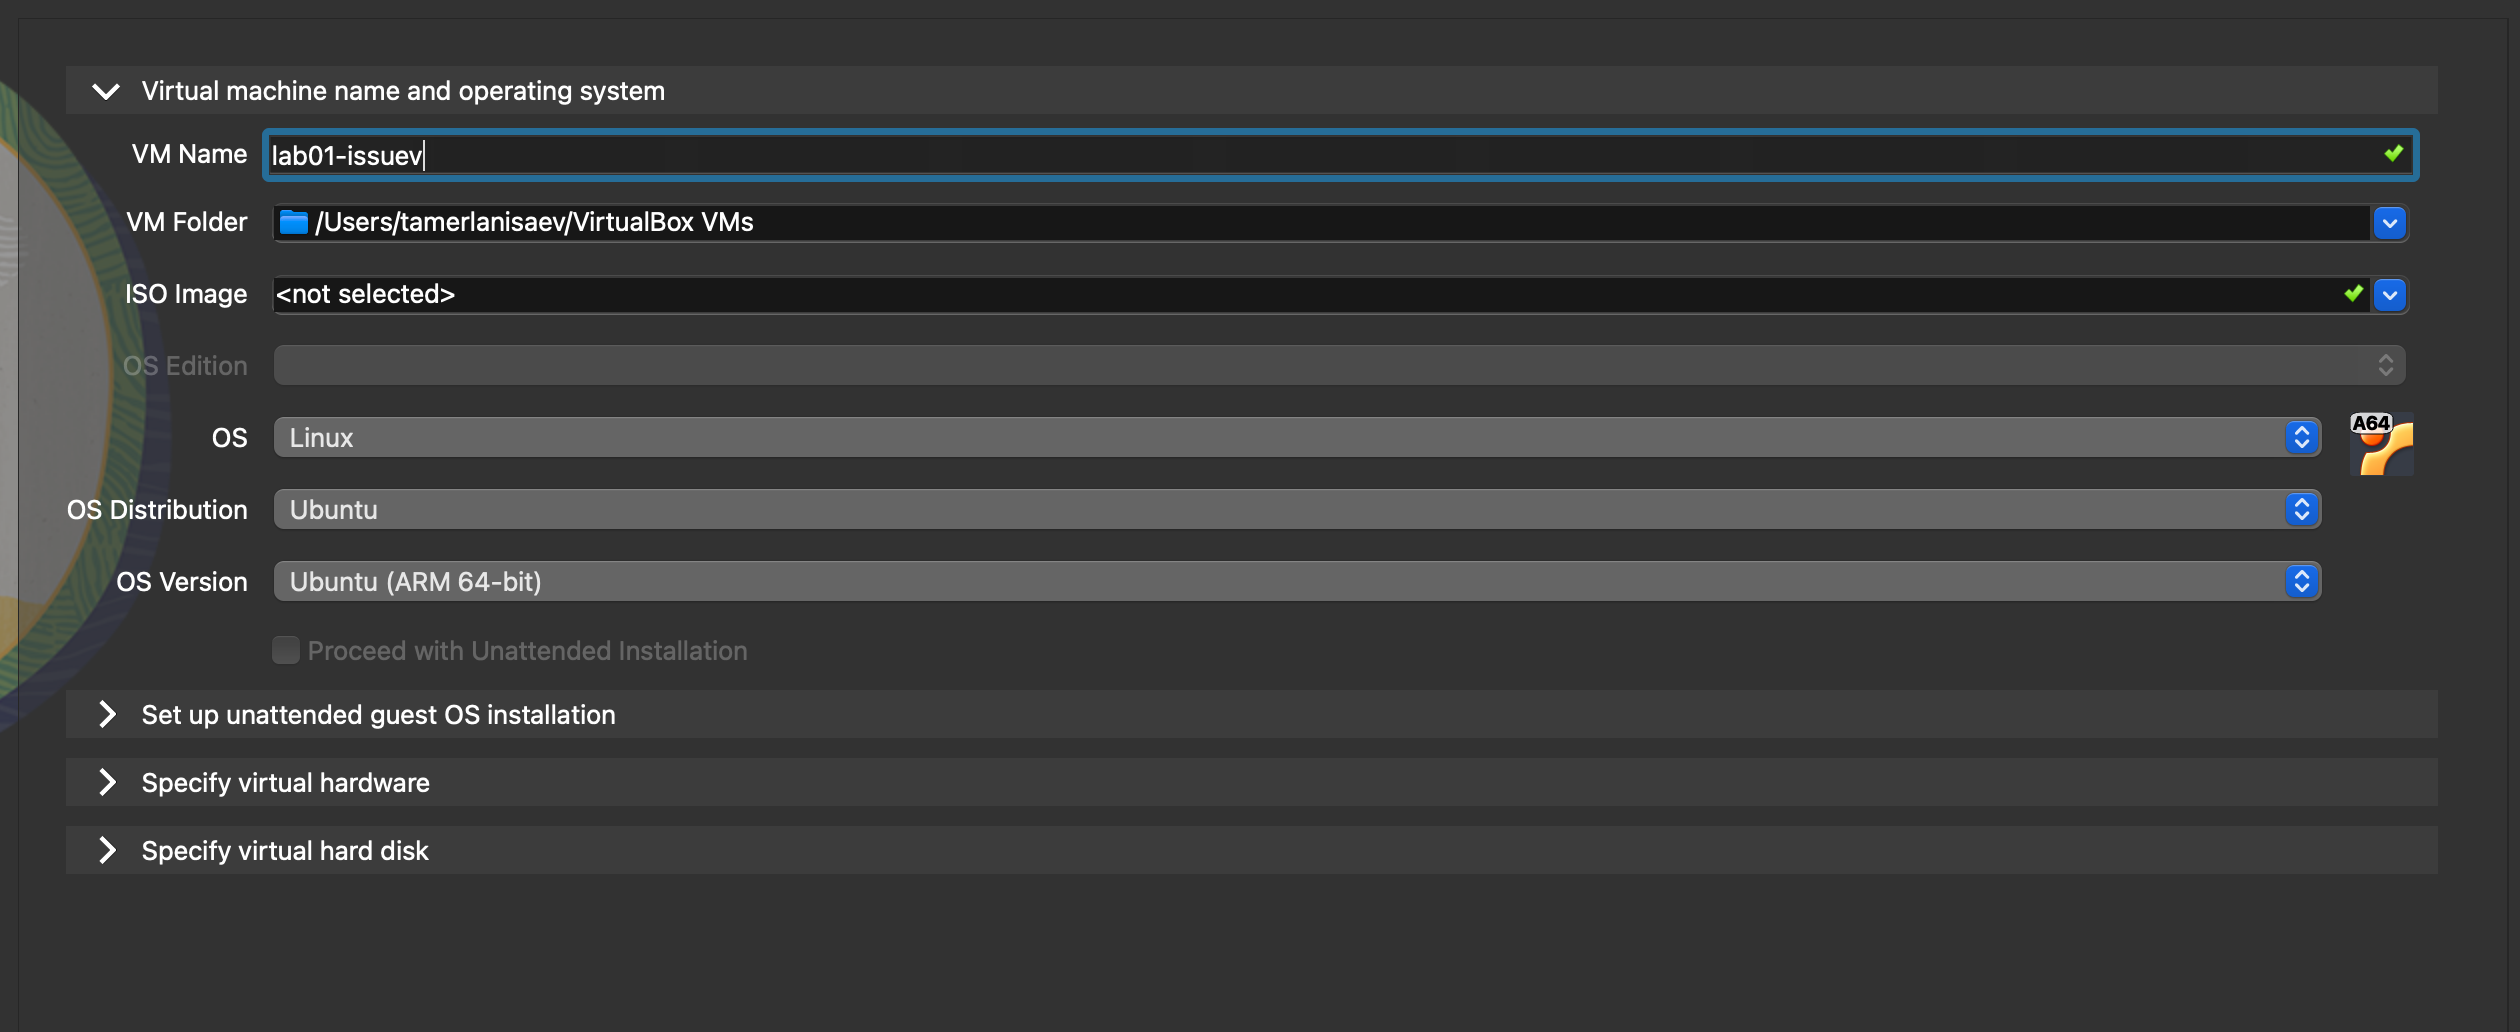 Virtual machine name and operating system
VM Name lab01-issuev
VM Folder /Users/tamerlanisaev/VirtualBox VMs
ISO Image <not selected>
OS Edition
OS Linux A64
OS Distribution Ubuntu
OS Version Ubuntu (ARM 64-bit)
Proceed with Unattended Installation
Set up unattended guest OS installation
Specify virtual hardware
Specify virtual hard disk